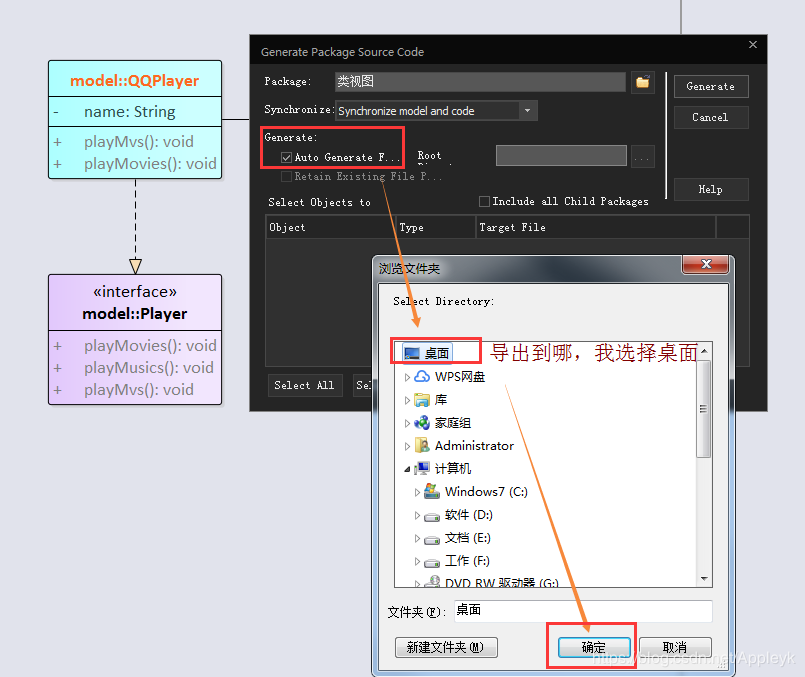 model::QQPlayer
- name: String
+ playMvs(): void
+ playMovies(): void
«interface»
model::Player
+ playMovies(): void
+ playMusics(): void
+ playMvs(): void
Generate Package Source Code
Package: 类视图
Generate
Synchronize: Synchronize model and code
Cancel
Generate:
Auto Generate F... Root
...
Retain Existing File P...
Help
Select Objects to
Include all Child Packages
Object Type Target File
Select All
浏览文件夹
Select Directory:
桌面
导出到哪，我选择桌面
WPS网盘
库
家庭组
Administrator
计算机
Windows7 (C:)
软件 (D:)
文档 (E:)
工作 (F:)
DVD RW 驱动器 (G:)
文件夹(F): 桌面
新建文件夹(M) 确定 取消
https://blog.csdn.net/Appleyk